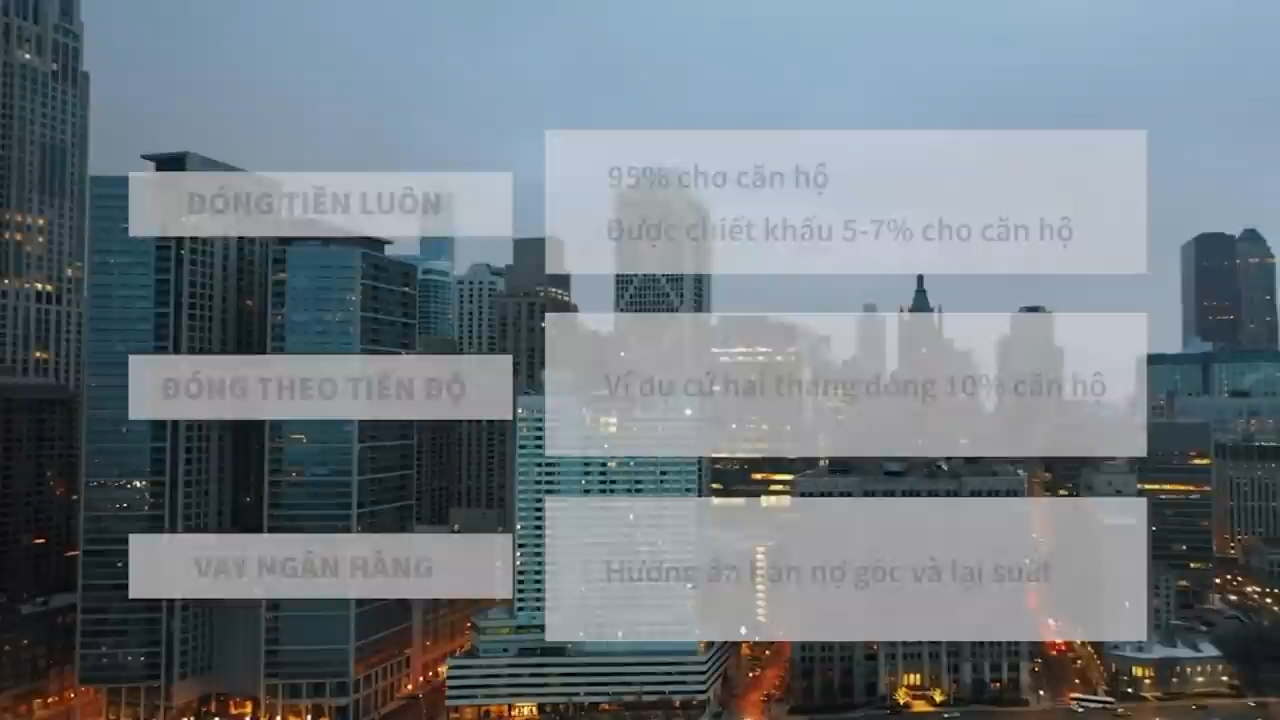 ĐÓNG TIỀN LUÔN
95% cho căn hộ
Được chiết khấu 5-7% cho căn hộ
ĐÓNG THEO TIẾN ĐỘ
Ví dụ cứ hai tháng đóng 10% căn hộ
VAY NGÂN HÀNG
Hưởng ân hạn nợ gốc và lãi suất